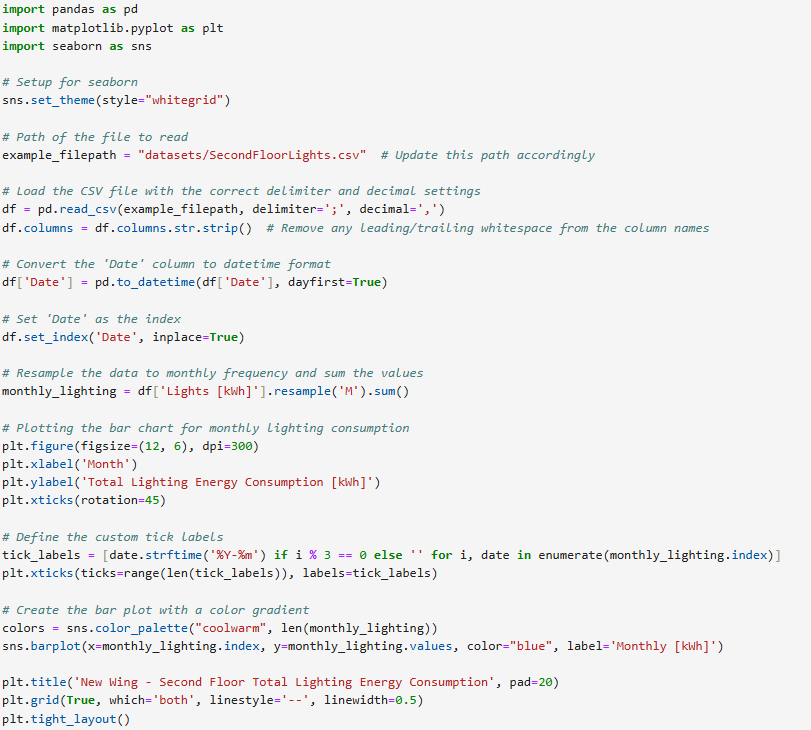 import pandas as pd
import matplotlib.pyplot as plt
import seaborn as sns
# Setup for seaborn
sns.set_theme(style="whitegrid")
# Path of the file to read
example_filepath = "datasets/SecondFloorLights.csv"  # Update this path accordingly
# Load the CSV file with the correct delimiter and decimal settings
df = pd.read_csv(example_filepath, delimiter=';', decimal=',')
df.columns = df.columns.str.strip()  # Remove any leading/trailing whitespace from the column names
# Convert the 'Date' column to datetime format
df['Date'] = pd.to_datetime(df['Date'], dayfirst=True)
# Set 'Date' as the index
df.set_index('Date', inplace=True)
# Resample the data to monthly frequency and sum the values
monthly_lighting = df['Lights [kWh]'].resample('M').sum()
# Plotting the bar chart for monthly lighting consumption
plt.figure(figsize=(12, 6), dpi=300)
plt.xlabel('Month')
plt.ylabel('Total Lighting Energy Consumption [kWh]')
plt.xticks(rotation=45)
# Define the custom tick labels
tick_labels = [date.strftime('%Y-%m') if i % 3 == 0 else '' for i, date in enumerate(monthly_lighting.index)]
plt.xticks(ticks=range(len(tick_labels)), labels=tick_labels)
# Create the bar plot with a color gradient
colors = sns.color_palette("coolwarm", len(monthly_lighting))
sns.barplot(x=monthly_lighting.index, y=monthly_lighting.values, color="blue", label='Monthly [kWh]')
plt.title('New Wing - Second Floor Total Lighting Energy Consumption', pad=20)
plt.grid(True, which='both', linestyle='--', linewidth=0.5)
plt.tight_layout()